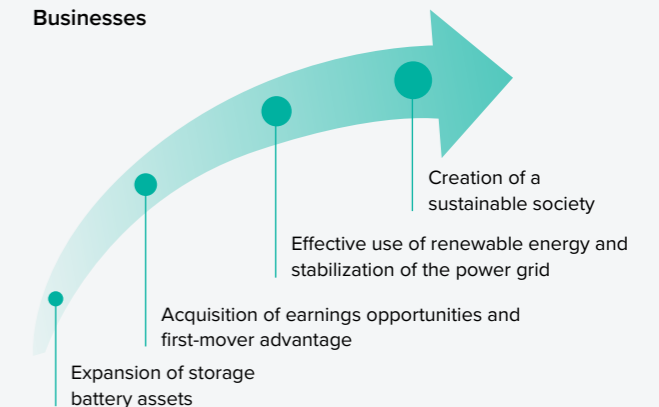 Businesses
Creation of a
sustainable society
Effective use of renewable energy and
stabilization of the power grid
Acquisition of earnings opportunities and
first-mover advantage
Expansion of storage
battery assets